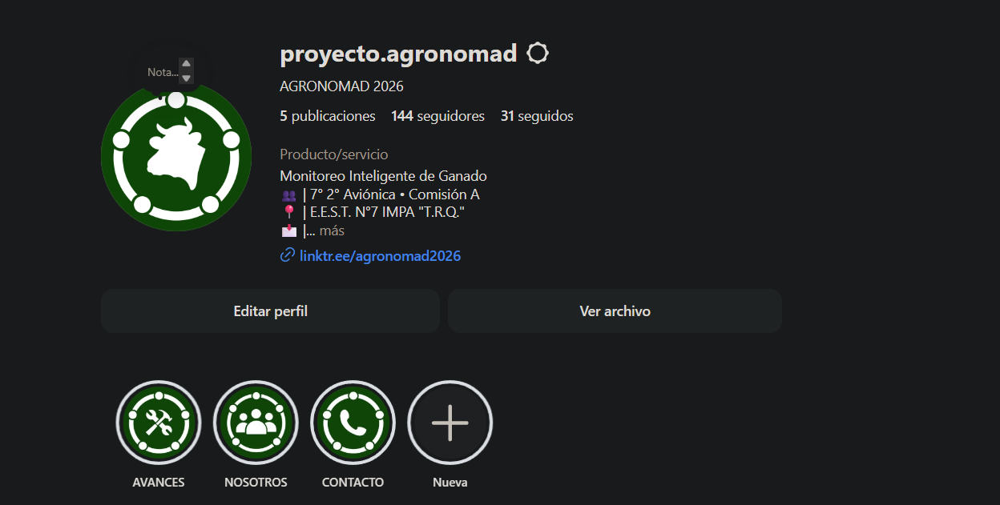 Nota...
proyecto.agronomad
AGRONOMAD 2026
5 publicaciones 144 seguidores 31 seguidos
Producto/servicio
Monitoreo Inteligente de Ganado
👥 | 7° 2° Aviónica • Comisión A
📍 | E.E.S.T. N°7 IMPA "T.R.Q."
📩 |... más
linktr.ee/agronomad2026
Editar perfil Ver archivo
AVANCES NOSOTROS CONTACTO Nueva